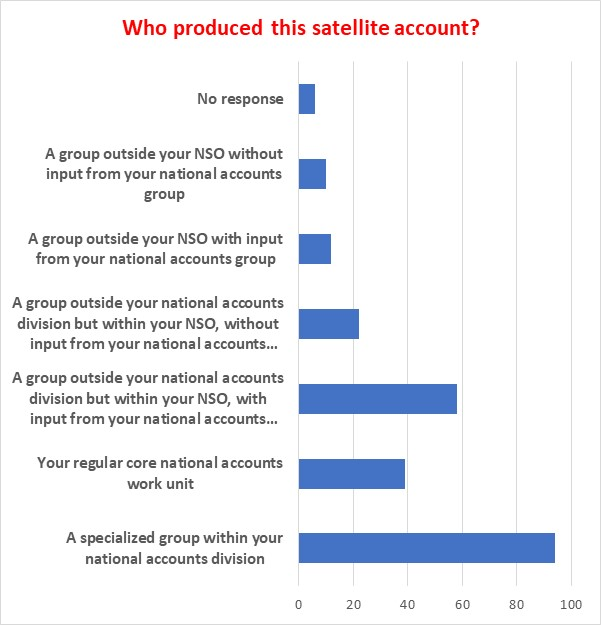 Who produced this satellite account?
No response
A group outside your NSO without
input from your national accounts
group
A group outside your NSO with input
from your national accounts group
A group outside your national accounts
division but within your NSO, without
input from your national accounts...
A group outside your national accounts
division but within your NSO, with
input from your national accounts...
Your regular core national accounts
work unit
A specialized group within your
national accounts division
0 20 40 60 80 100